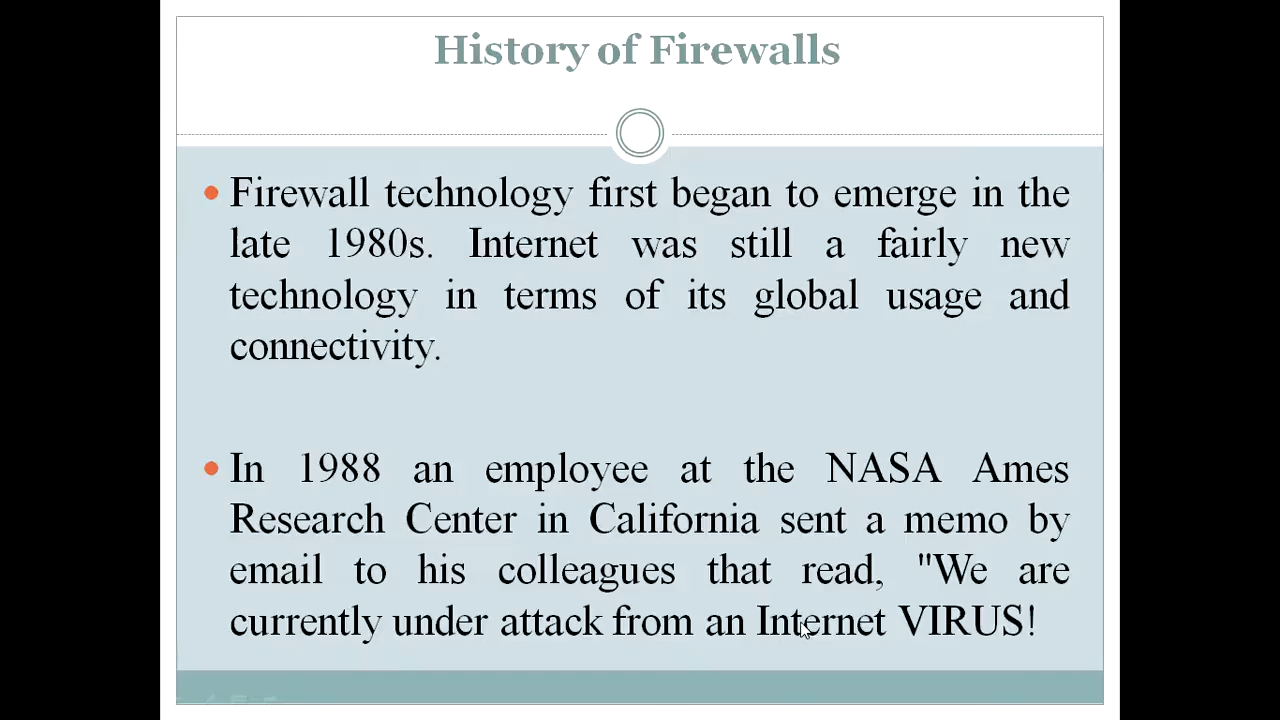 History of Firewalls
• Firewall technology first began to emerge in the
late 1980s. Internet was still a fairly new
technology in terms of its global usage and
connectivity.
• In 1988 an employee at the NASA Ames
Research Center in California sent a memo by
email to his colleagues that read, "We are
currently under attack from an Internet VIRUS!